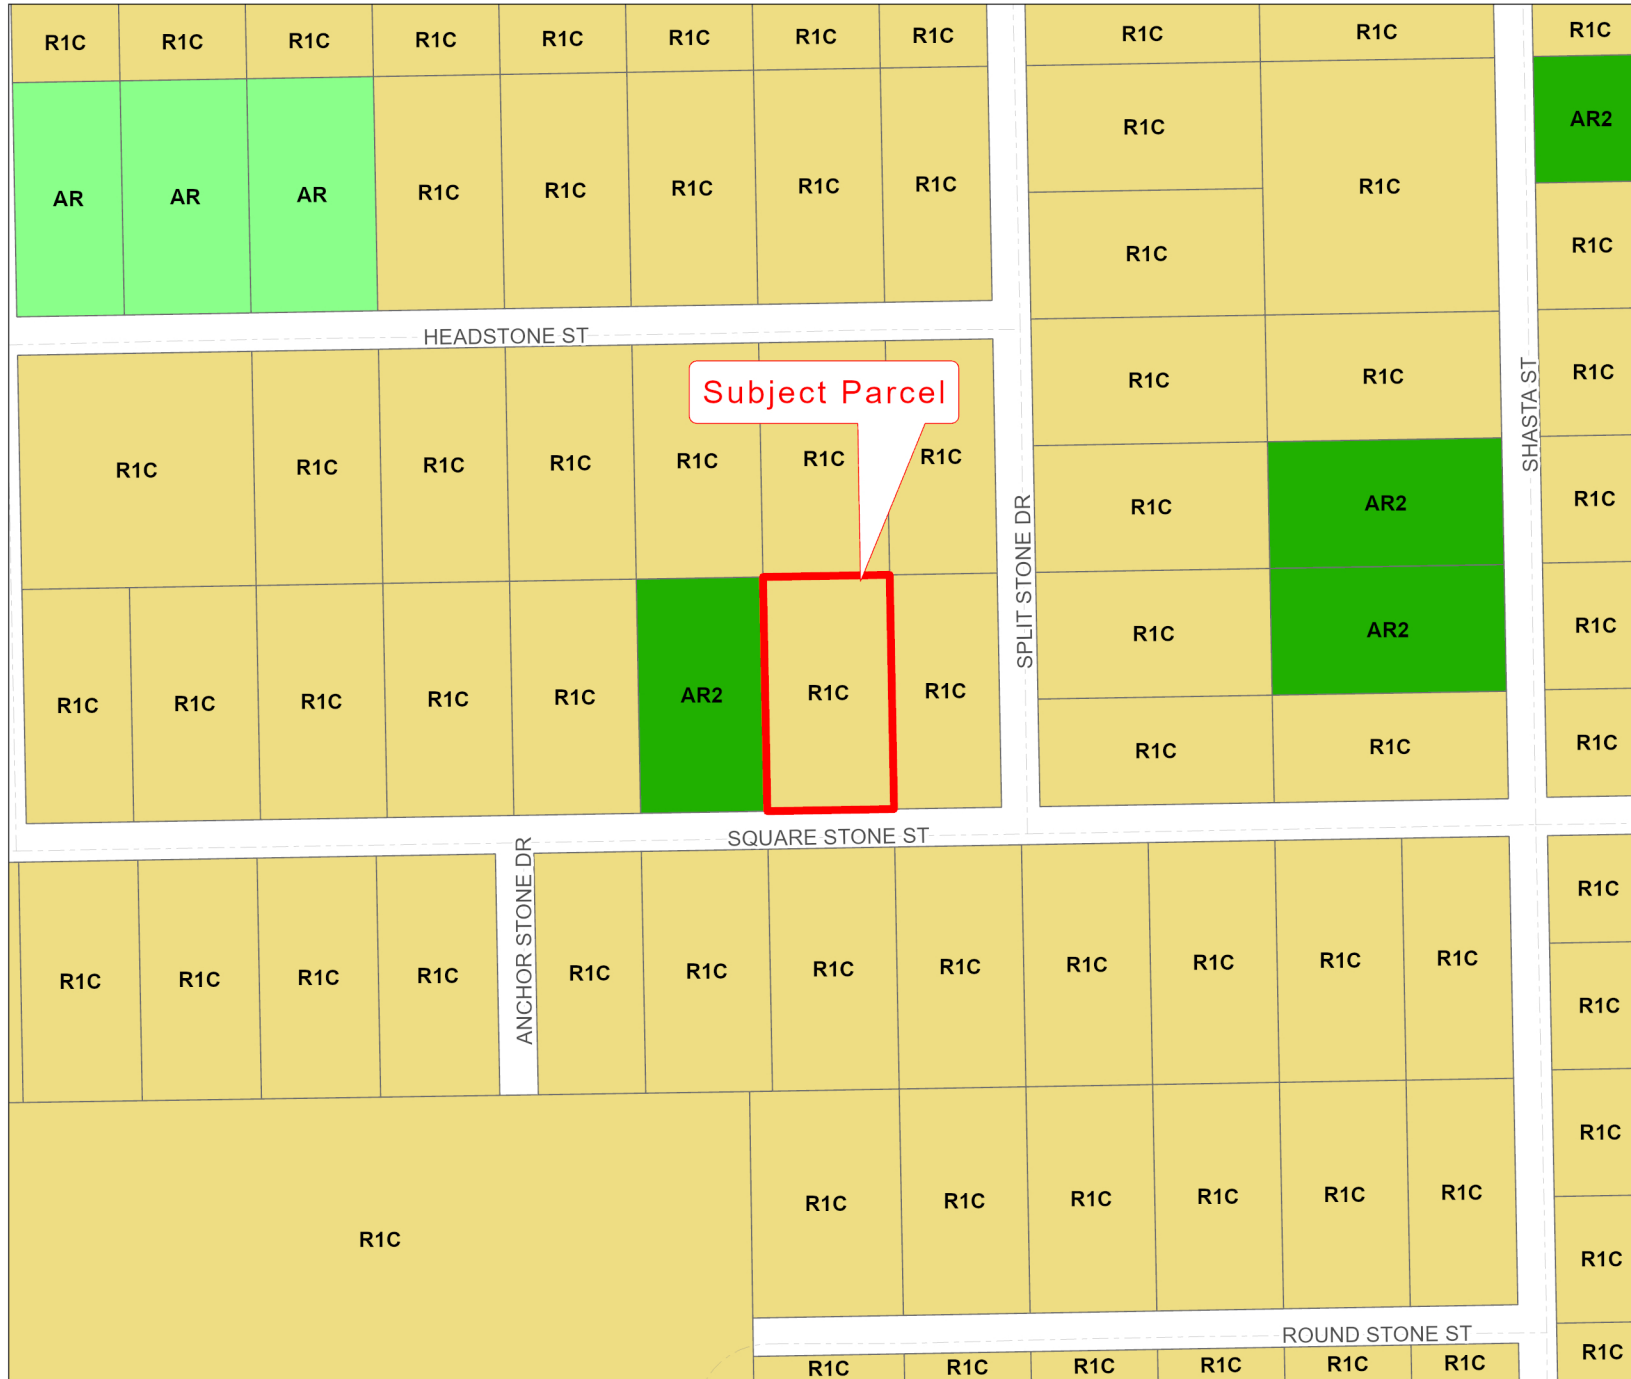 R1C R1C R1C R1C R1C R1C R1C R1C R1C R1C R1C
AR AR AR R1C R1C R1C R1C R1C R1C R1C AR2
R1C R1C
HEADSTONE ST
Subject Parcel
R1C R1C R1C R1C R1C R1C R1C R1C R1C R1C
SPLIT STONE DR
SHASTA ST
R1C AR2 R1C
R1C AR2 R1C
R1C R1C R1C R1C R1C AR2 R1C R1C R1C R1C R1C
SQUARE STONE ST
ANCHOR STONE DR
R1C
R1C R1C R1C R1C R1C R1C R1C R1C R1C R1C R1C R1C R1C
R1C
R1C R1C R1C R1C R1C R1C
R1C R1C
ROUND STONE ST
R1C R1C R1C R1C R1C R1C R1C